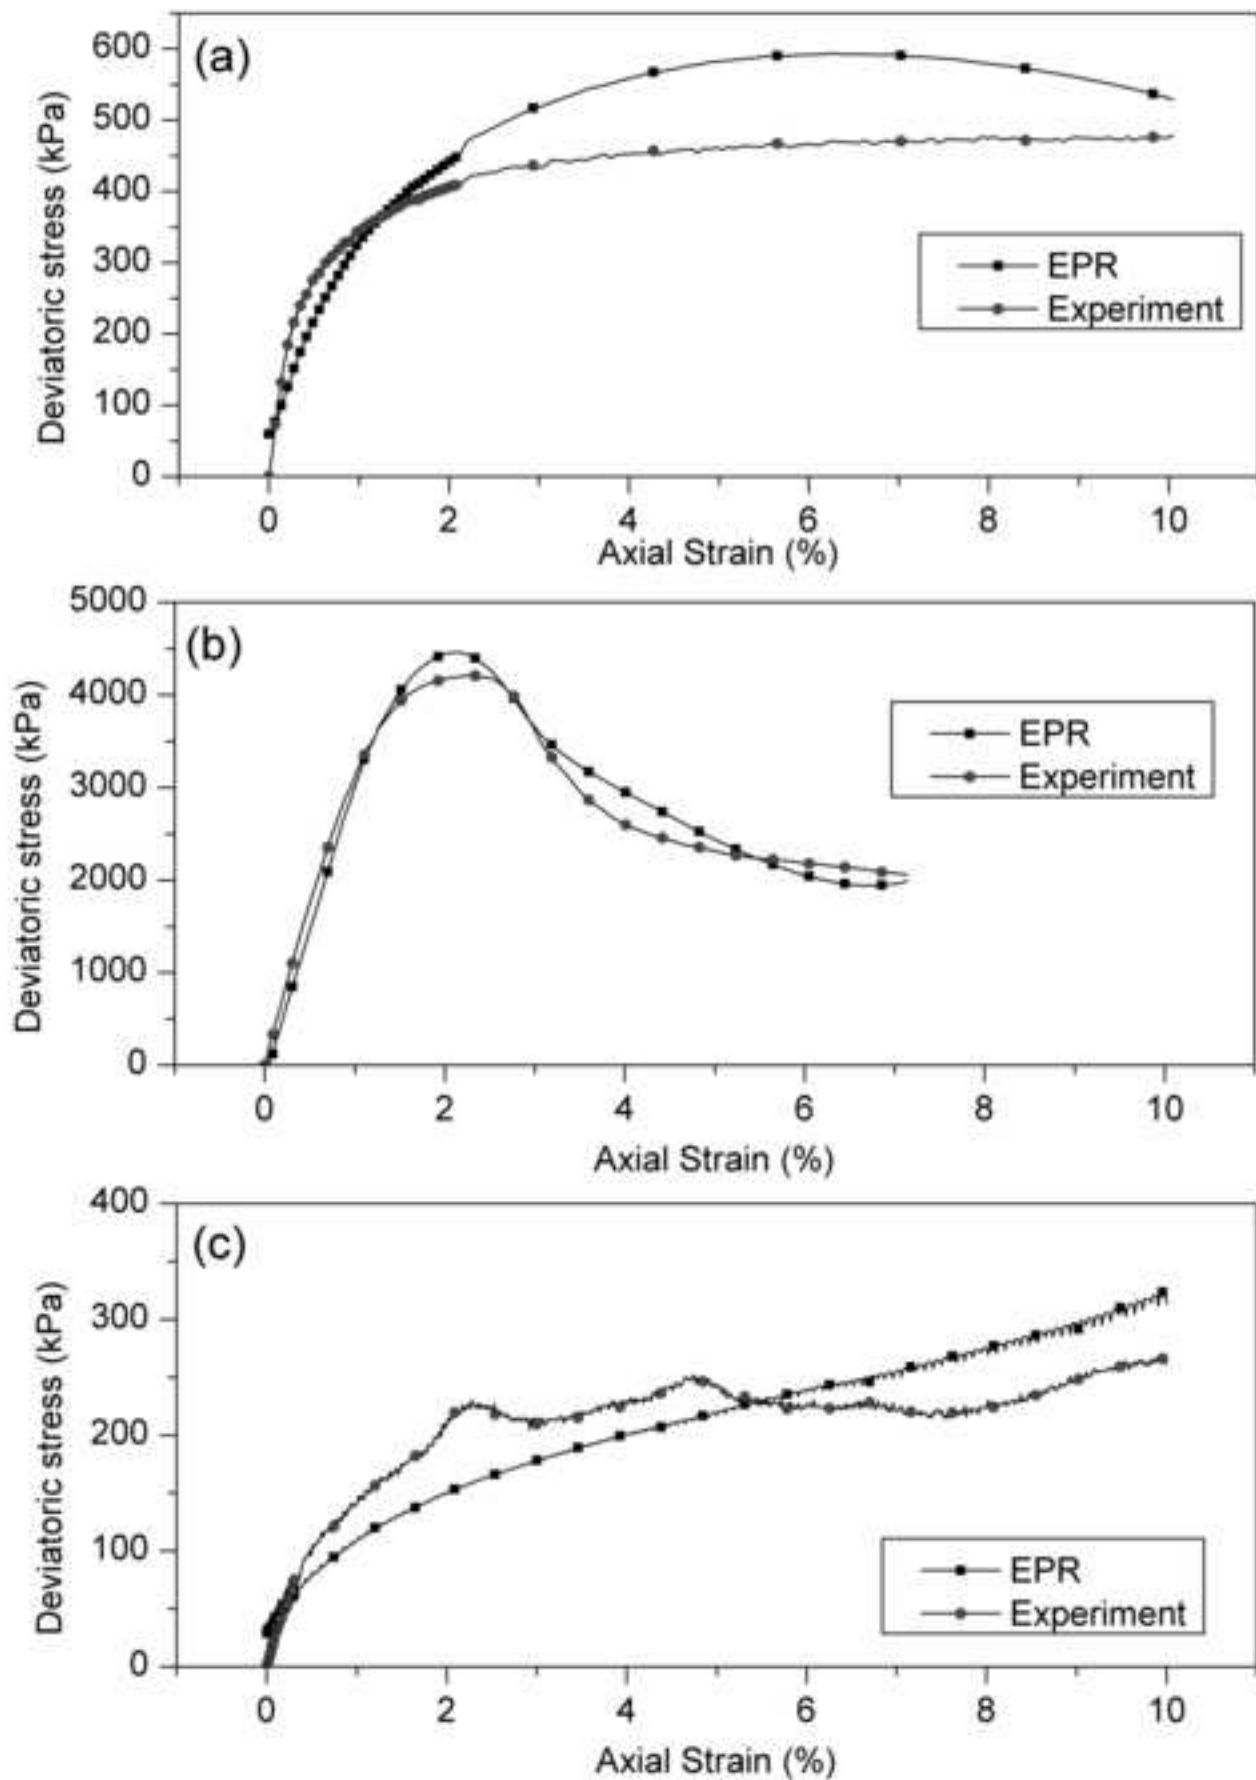 (a)
Deviatoric stress (kPa)
600
500
400
300
200
100
0
EPR
Experiment
0 2 4 6 8 10
Axial Strain (%)
(b)
Deviatoric stress (kPa)
5000
4000
3000
2000
1000
0
EPR
Experiment
0 2 4 6 8 10
Axial Strain (%)
(c)
Deviatoric stress (kPa)
400
300
200
100
0
EPR
Experiment
0 2 4 6 8 10
Axial Strain (%)